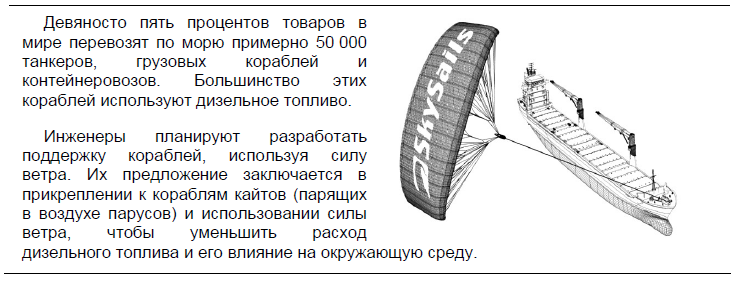 Девяносто пять процентов товаров в
мире перевозят по морю примерно 50 000
танкеров, грузовых кораблей и
контейнеровозов. Большинство этих
кораблей используют дизельное топливо.
Инженеры планируют разработать
поддержку кораблей, используя силу
ветра. Их предложение заключается в
прикреплении к кораблям кайтов (парящих
в воздухе парусов) и использовании силы
ветра, чтобы уменьшить расход
дизельного топлива и его влияние на окружающую среду.
SkySails